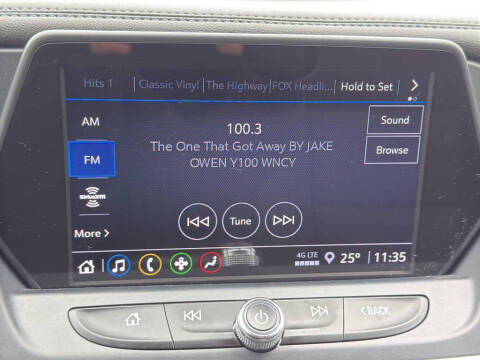 Hits 1 | Classic Vinyl | The Highway | FOX Headli... | Hold to Set | >
AM
100.3
Sound
The One That Got Away BY JAKE
OWEN Y100 WNCY
FM
Browse
SiriusXM
Tune
More >
4G LTE
25° | 11:35
< BACK